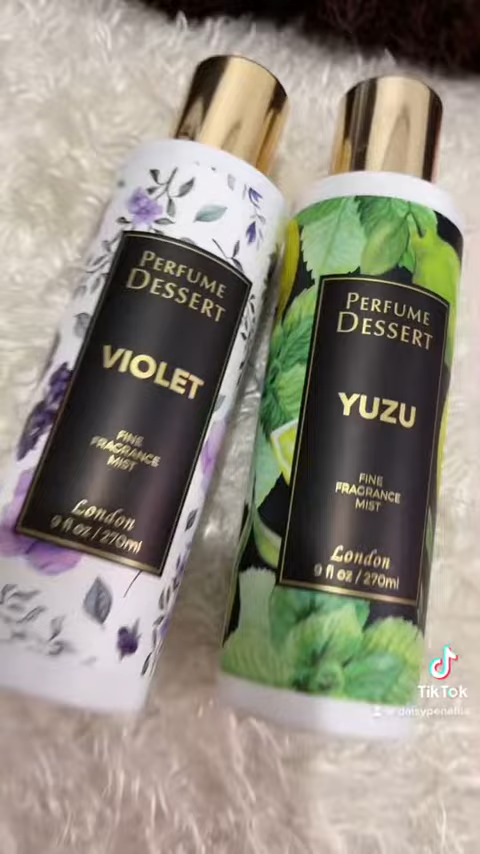 PERFUME
DESSERT
VIOLET
FINE
FRAGRANCE
MIST
London
9 fl oz / 270ml
PERFUME
DESSERT
YUZU
FINE
FRAGRANCE
MIST
London
9 fl oz / 270ml
TikTok